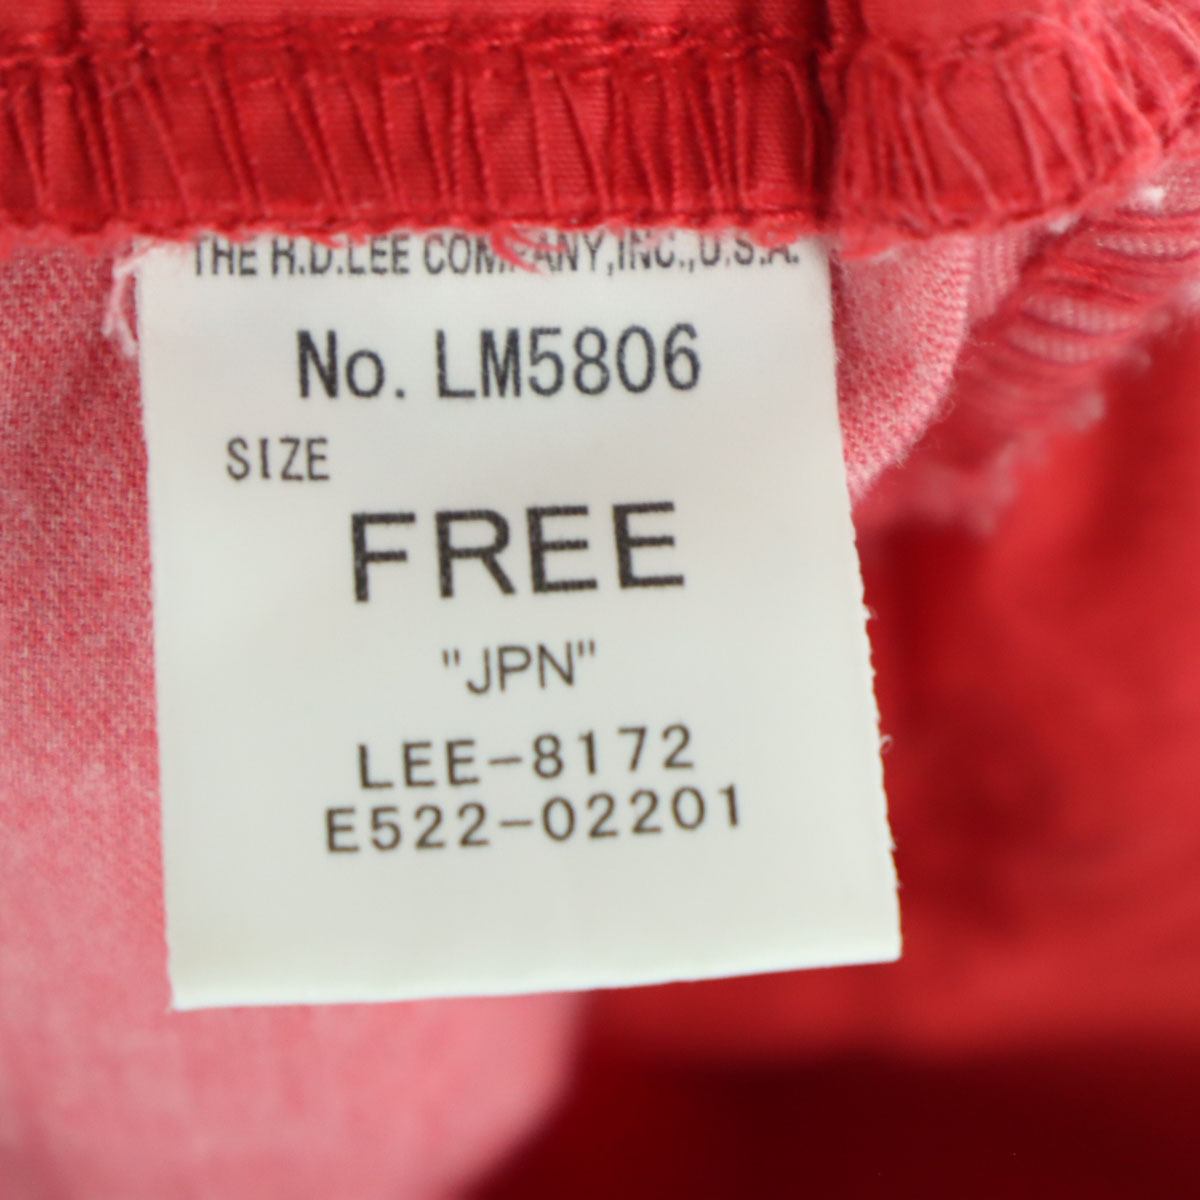 THE H.D.LEE COMPANY,INC.,U.S.A.
No. LM5806
SIZE
FREE
"JPN"
LEE-8172
E522-02201